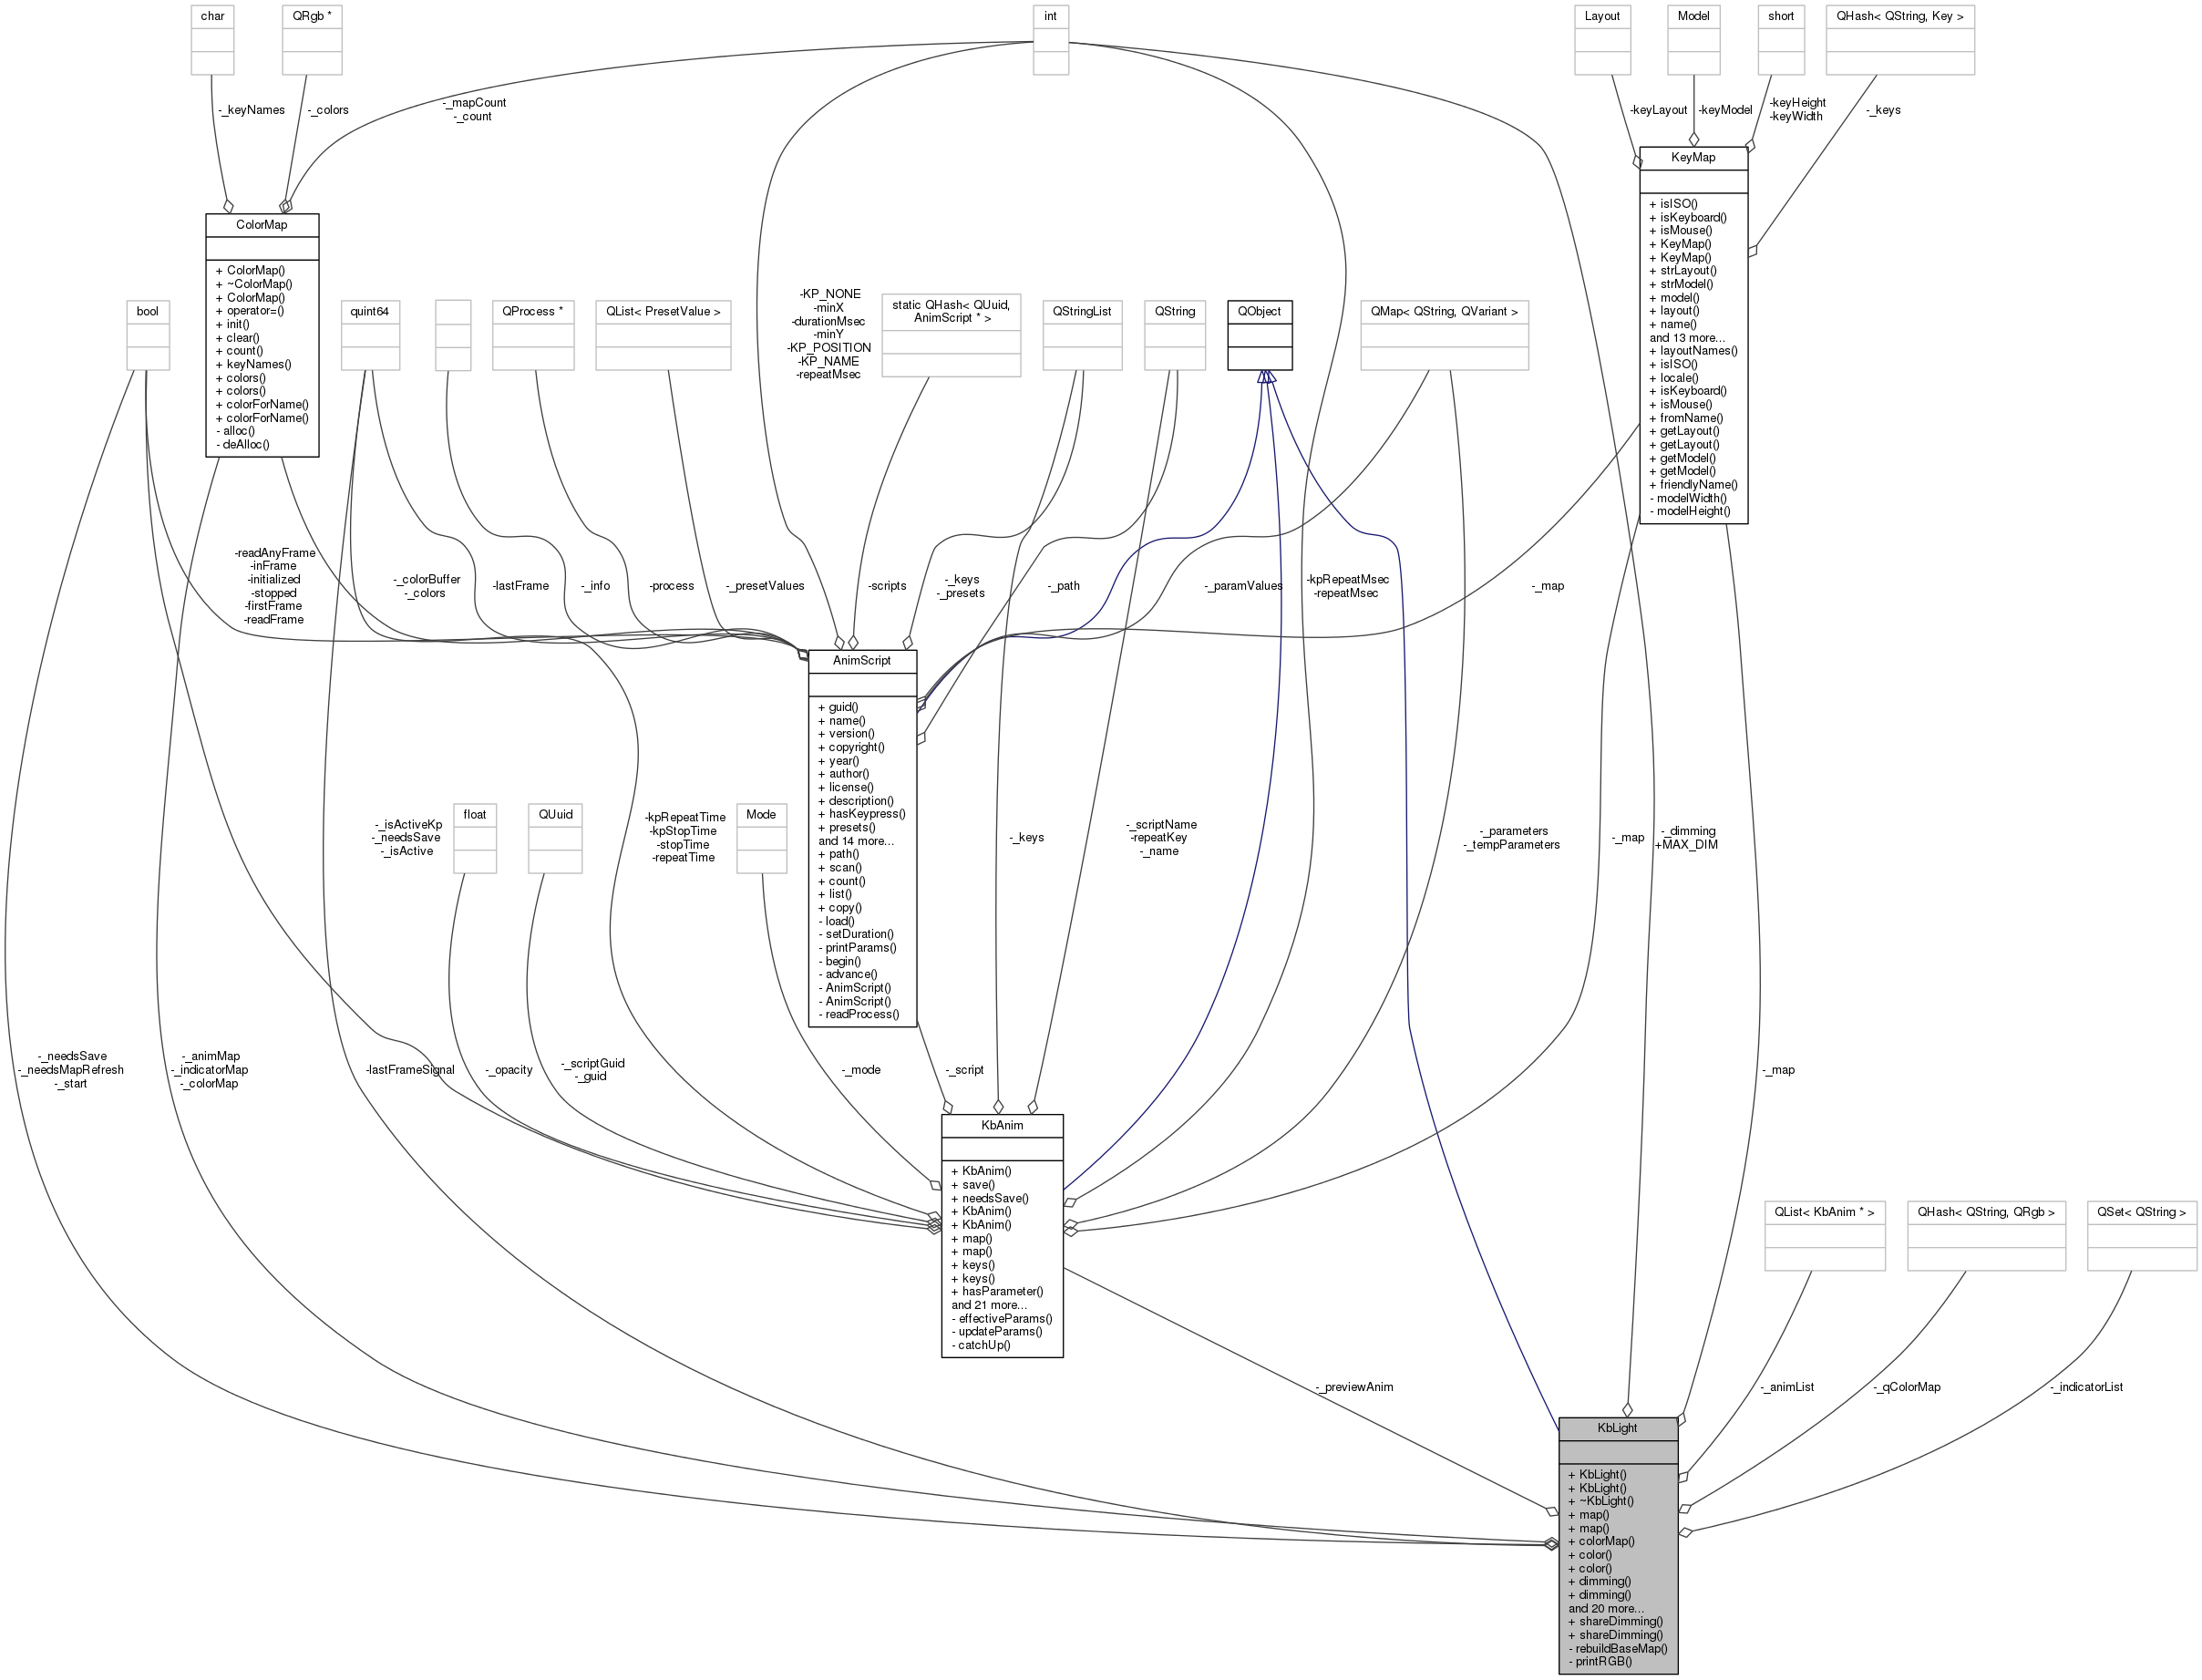 char
QRgb *
int
Layout
Model
short
QHash< QString, Key >
-_keyNames
-_colors
-_mapCount
-_count
-keyLayout
-keyModel
-keyHeight
-keyWidth
-_keys
KeyMap
+ isISO()
+ isKeyboard()
+ isMouse()
+ KeyMap()
+ KeyMap()
+ strLayout()
+ strModel()
+ model()
+ layout()
+ name()
and 13 more...
+ layoutNames()
+ isISO()
+ locale()
+ isKeyboard()
+ isMouse()
+ fromName()
+ getLayout()
+ getLayout()
+ getModel()
+ getModel()
+ friendlyName()
- modelWidth()
- modelHeight()
ColorMap
+ ColorMap()
+ ~ColorMap()
+ ColorMap()
+ operator=()
+ init()
+ clear()
+ count()
+ keyNames()
+ colors()
+ colors()
+ colorForName()
+ colorForName()
- alloc()
- deAlloc()
bool
quint64
QProcess *
QList< PresetValue >
-KP_NONE
-minX
-durationMsec
-minY
-KP_POSITION
-KP_NAME
-repeatMsec
static QHash< QUuid,
AnimScript * >
QStringList
QString
QObject
QMap< QString, QVariant >
-readAnyFrame
-inFrame
-initialized
-stopped
-firstFrame
-readFrame
-_colorBuffer
-_colors
-lastFrame
-_info
-process
-_presetValues
-scripts
-_keys
-_presets
-_path
-_paramValues
-kpRepeatMsec
-repeatMsec
-_map
AnimScript
+ guid()
+ name()
+ version()
+ copyright()
+ year()
+ author()
+ license()
+ description()
+ hasKeypress()
+ presets()
and 14 more...
+ path()
+ scan()
+ count()
+ list()
+ copy()
- load()
- setDuration()
- printParams()
- begin()
- advance()
- AnimScript()
- AnimScript()
- readProcess()
-_isActiveKp
-_needsSave
-_isActive
float
QUuid
-kpRepeatTime
-kpStopTime
-stopTime
-repeatTime
Mode
-_keys
-_scriptName
-repeatKey
-_name
-_parameters
-_tempParameters
-_map
-_dimming
+MAX_DIM
-_needsSave
-_needsMapRefresh
-_start
-_animMap
-_indicatorMap
-_colorMap
-lastFrameSignal
-_opacity
-_scriptGuid
-_guid
-_mode
-_script
-_map
KbAnim
+ KbAnim()
+ save()
+ needsSave()
+ KbAnim()
+ KbAnim()
+ map()
+ map()
+ keys()
+ keys()
+ hasParameter()
and 21 more...
- effectiveParams()
- updateParams()
- catchUp()
QList< KbAnim * >
QHash< QString, QRgb >
QSet< QString >
-_previewAnim
-_animList
-_qColorMap
-_indicatorList
KbLight
+ KbLight()
+ KbLight()
+ ~KbLight()
+ map()
+ map()
+ colorMap()
+ color()
+ color()
+ dimming()
+ dimming()
and 20 more...
+ shareDimming()
+ shareDimming()
- rebuildBaseMap()
- printRGB()